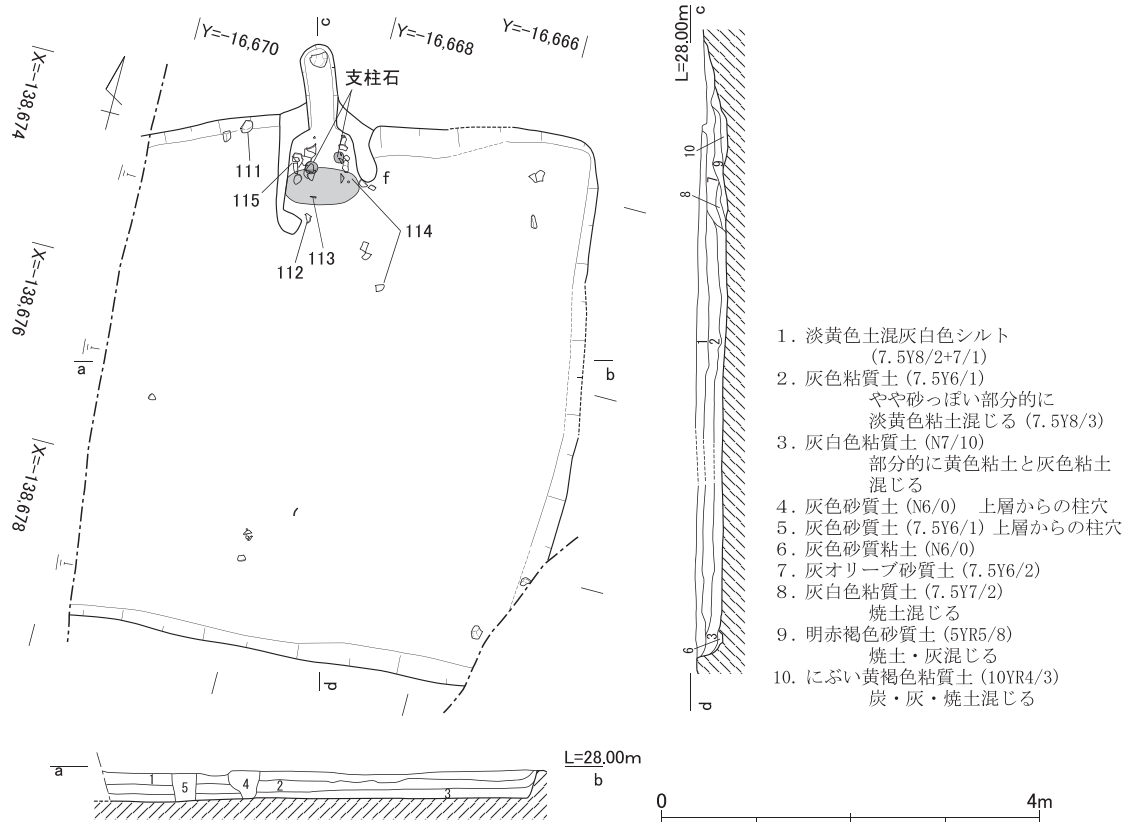 Y=-16,670
Y=-16,668
Y=-16,666
X=-138,674
X=-138,676
X=-138,678
c
支柱石
111
115
f
114
113
112
a
b
d
L=28.00m
c
10
9
7
8
1
2
3
6
d
1. 淡黄色土混灰白色シルト
(7.5Y8/2+7/1)
2. 灰色粘質土 (7.5Y6/1)
やや砂っぽい部分的に
淡黄色粘土混じる (7.5Y8/3)
3. 灰白色粘質土 (N7/10)
部分的に黄色粘土と灰色粘土
混じる
4. 灰色砂質土 (N6/0) 上層からの柱穴
5. 灰色砂質土 (7.5Y6/1) 上層からの柱穴
6. 灰色砂質粘土 (N6/0)
7. 灰オリーブ砂質土 (7.5Y6/2)
8. 灰白色粘質土 (7.5Y7/2)
焼土混じる
9. 明赤褐色砂質土 (5YR5/8)
焼土・灰混じる
10. にぶい黄褐色粘質土 (10YR4/3)
炭・灰・焼土混じる
a
L=28.00m
b
1
5
4
2
3
0
4m